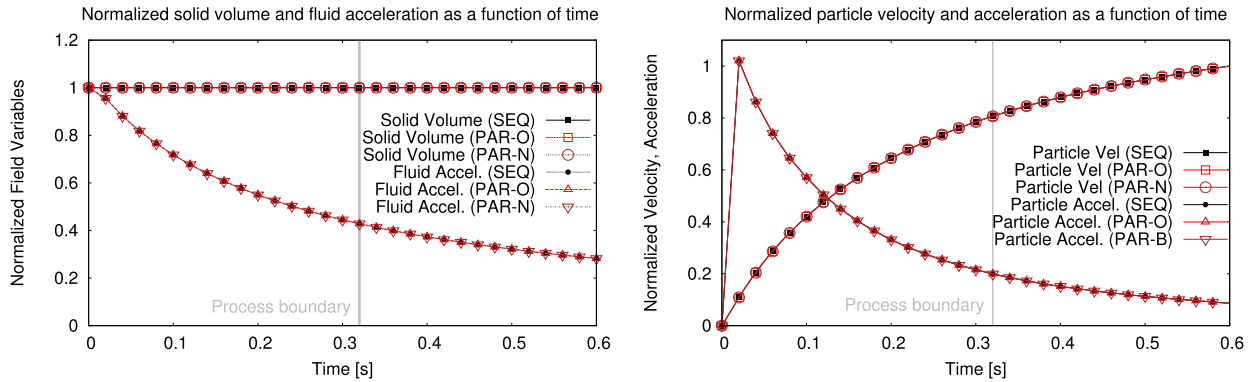 Normalized solid volume and fluid acceleration as a function of time
1.2
1
0.8
0.6
0.4
0.2
0
Normalized Field Variables
Solid Volume (SEQ)
Solid Volume (PAR-O)
Solid Volume (PAR-N)
Fluid Accel. (SEQ)
Fluid Accel. (PAR-O)
Fluid Accel. (PAR-N)
Process boundary
0 0.1 0.2 0.3 0.4 0.5 0.6
Time [s]
Normalized particle velocity and acceleration as a function of time
1
0.8
0.6
0.4
0.2
0
Normalized Velocity, Acceleration
Particle Vel (SEQ)
Particle Vel (PAR-O)
Particle Vel (PAR-N)
Particle Accel. (SEQ)
Particle Accel. (PAR-O)
Particle Accel. (PAR-B)
Process boundary
0 0.1 0.2 0.3 0.4 0.5 0.6
Time [s]